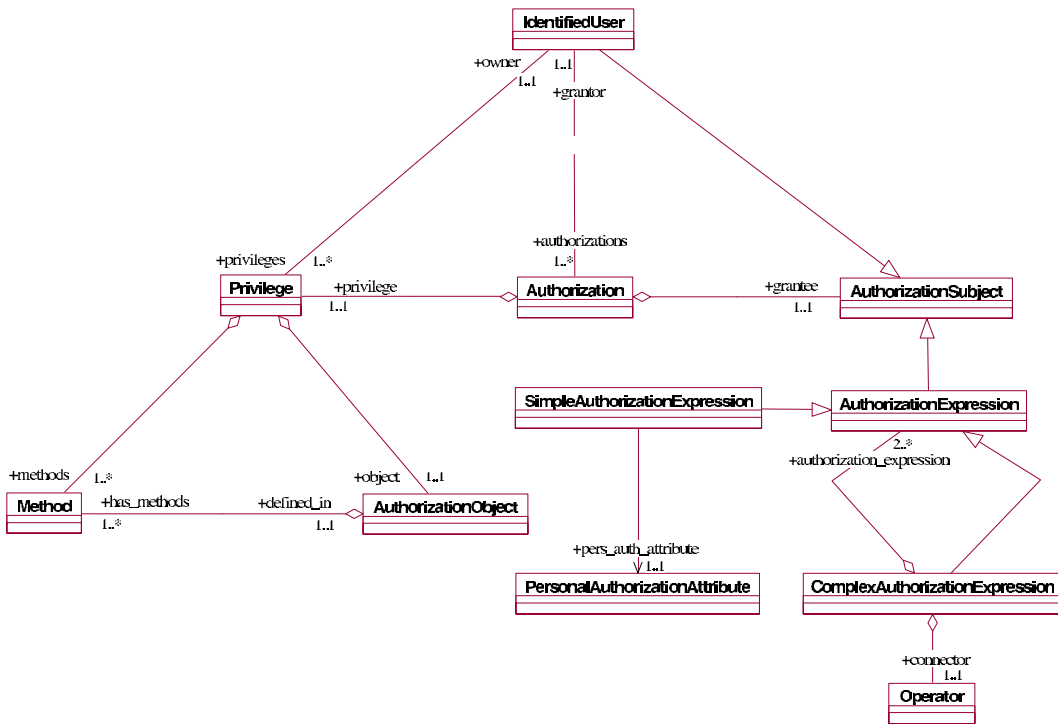 IdentifiedUser
+owner
1..1
1..1
+grantor
+authorizations
1..*
+privileges
1..*
Privilege
+privilege
1..1
Authorization
+grantee
1..1
AuthorizationSubject
SimpleAuthorizationExpression
AuthorizationExpression
2..*
+authorization_expression
+methods
1..*
+object
1..1
Method
+has_methods
1..*
+defined_in
1..1
AuthorizationObject
+pers_auth_attribute
1..1
PersonalAuthorizationAttribute
ComplexAuthorizationExpression
+connector
1..1
Operator